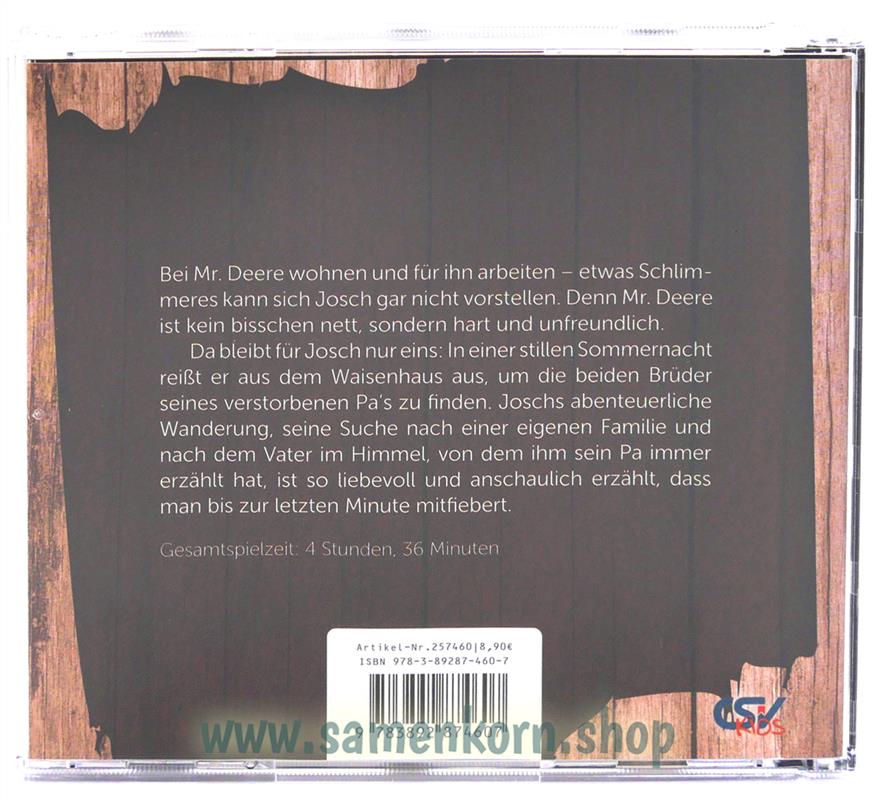 Bei Mr. Deere wohnen und für ihn arbeiten – etwas Schlim-
meres kann sich Josch gar nicht vorstellen. Denn Mr. Deere
ist kein bisschen nett, sondern hart und unfreundlich.
Da bleibt für Josch nur eins: In einer stillen Sommernacht
reißt er aus dem Waisenhaus aus, um die beiden Brüder
seines verstorbenen Pa's zu finden. Joschs abenteuerliche
Wanderung, seine Suche nach einer eigenen Familie und
nach dem Vater im Himmel, von dem ihm sein Pa immer
erzählt hat, ist so liebevoll und anschaulich erzählt, dass
man bis zur letzten Minute mitfiebert.
Gesamtspielzeit: 4 Stunden, 36 Minuten
Artikel-Nr.257460|8,90€
ISBN 978-3-89287-460-7
9 783892 874607
www.samenkorn.shop
CSV
KIDS